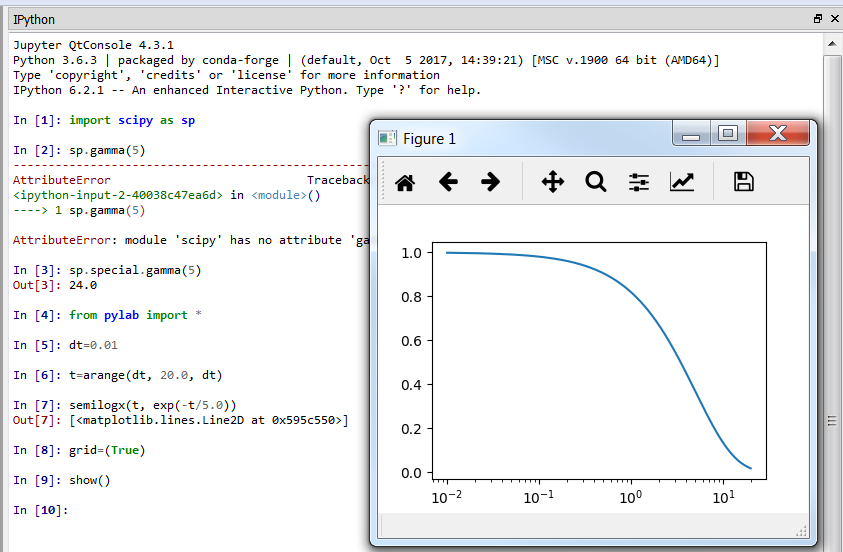 IPython
Jupyter QtConsole 4.3.1
Python 3.6.3 | packaged by conda-forge | (default, Oct  5 2017, 14:39:21) [MSC v.1900 64 bit (AMD64)]
Type 'copyright', 'credits' or 'license' for more information
IPython 6.2.1 -- An enhanced Interactive Python. Type '?' for help.
In [1]: import scipy as sp
In [2]: sp.gamma(5)
---------------------------------------------------
AttributeError                            Traceback
<ipython-input-2-40038c47ea6d> in <module>()
----> 1 sp.gamma(5)
AttributeError: module 'scipy' has no attribute 'ga
In [3]: sp.special.gamma(5)
Out[3]: 24.0
In [4]: from pylab import *
In [5]: dt=0.01
In [6]: t=arange(dt, 20.0, dt)
In [7]: semilogx(t, exp(-t/5.0))
Out[7]: [<matplotlib.lines.Line2D at 0x595c550>]
In [8]: grid=(True)
In [9]: show()
In [10]:
Figure 1
1.0
0.8
0.6
0.4
0.2
0.0
10⁻² 10⁻¹ 10⁰ 10¹